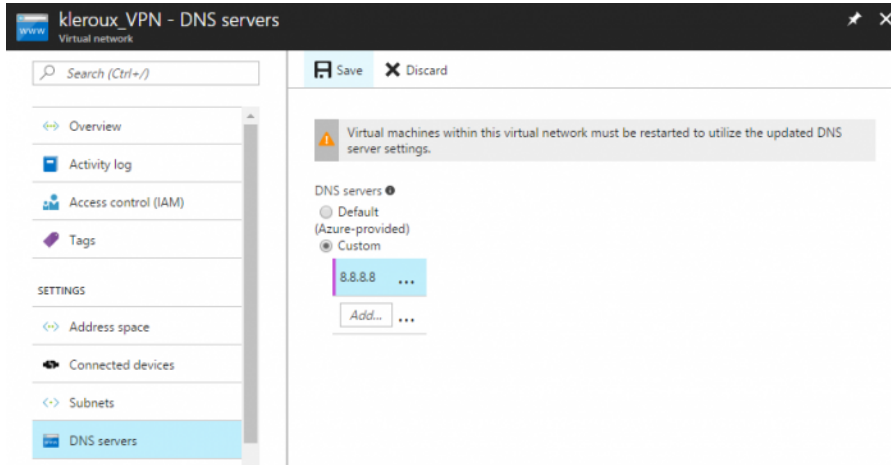 kleroux_VPN - DNS servers
Virtual network
www
Search (Ctrl+/)
Overview
Activity log
Access control (IAM)
Tags
SETTINGS
Address space
Connected devices
Subnets
DNS servers
Save
Discard
Virtual machines within this virtual network must be restarted to utilize the updated DNS
server settings.
DNS servers
Default
(Azure-provided)
Custom
8.8.8.8 ...
Add... ...